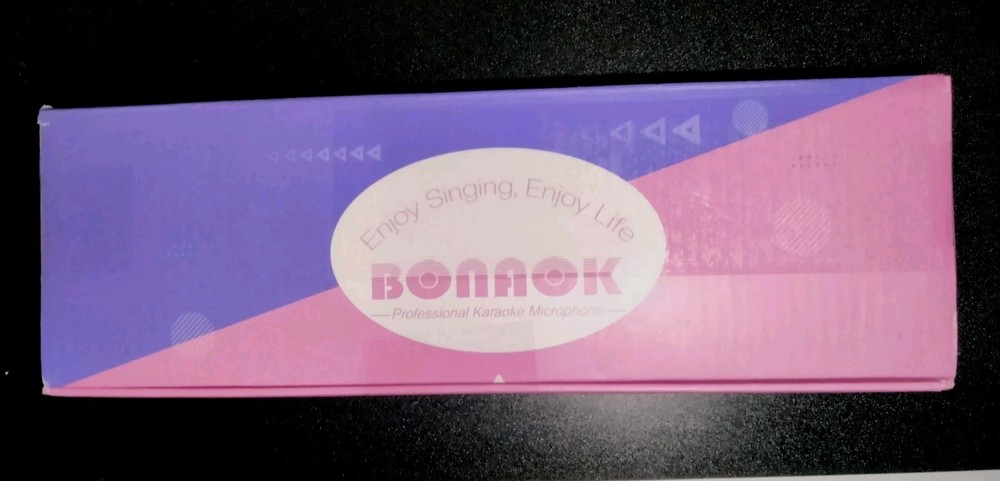 Enjoy Singing, Enjoy Life
BONAOK
Professional Karaoke Microphone